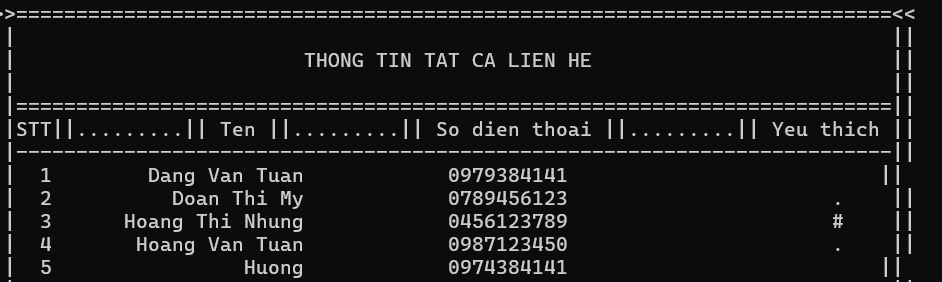 >>=========================================================================<<
|                                                                         ||
|                        THONG TIN TAT CA LIEN HE                         ||
|                                                                         ||
|=========================================================================||
|STT||.........|| Ten ||.........|| So dien thoai ||.........|| Yeu thich ||
|-------------------------------------------------------------------------||
|  1        Dang Van Tuan            0979384141                          ||
|  2          Doan Thi My            0789456123                      .    ||
|  3      Hoang Thi Nhung            0456123789                      #    ||
|  4       Hoang Van Tuan            0987123450                      .    ||
|  5                Huong            0974384141                          ||